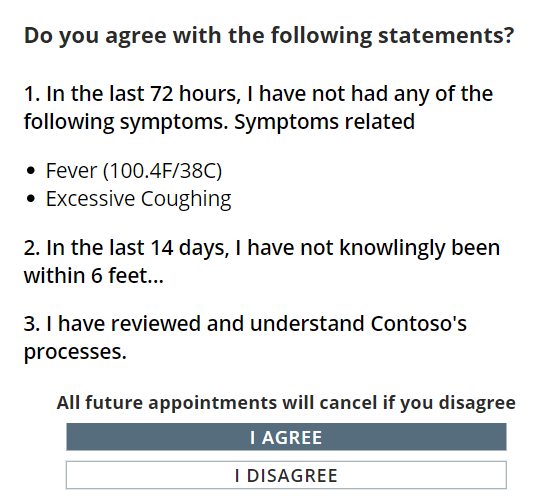 Do you agree with the following statements?
1. In the last 72 hours, I have not had any of the
following symptoms. Symptoms related
• Fever (100.4F/38C)
• Excessive Coughing
2. In the last 14 days, I have not knowlingly been
within 6 feet...
3. I have reviewed and understand Contoso's
processes.
All future appointments will cancel if you disagree
I AGREE
I DISAGREE